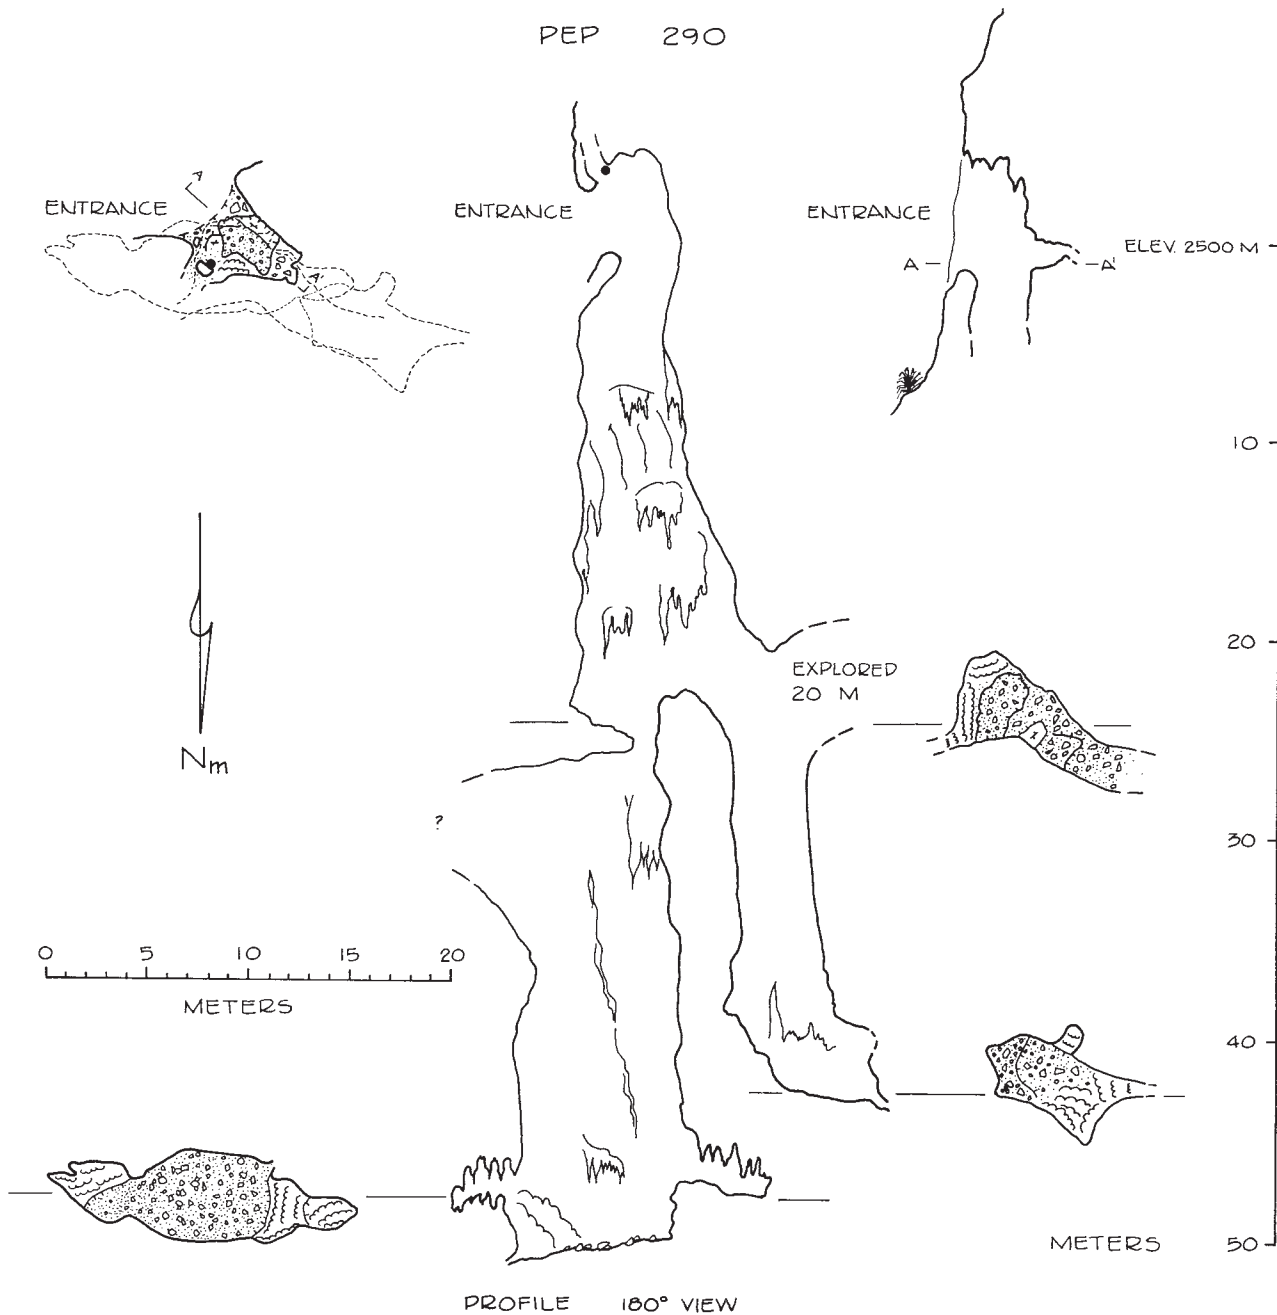 PEP 290
ENTRANCE
ENTRANCE
ENTRANCE
A
A'
A
A'
ELEV. 2500 M
10
20
EXPLORED
20 M
Nm
?
30
0 5 10 15 20
METERS
40
METERS
50
PROFILE 180° VIEW